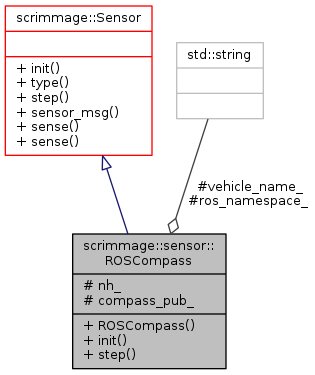 scrimmage::Sensor
+ init()
+ type()
+ step()
+ sensor_msg()
+ sense()
+ sense()
std::string
#vehicle_name_
#ros_namespace_
scrimmage::sensor::
ROSCompass
# nh_
# compass_pub_
+ ROSCompass()
+ init()
+ step()